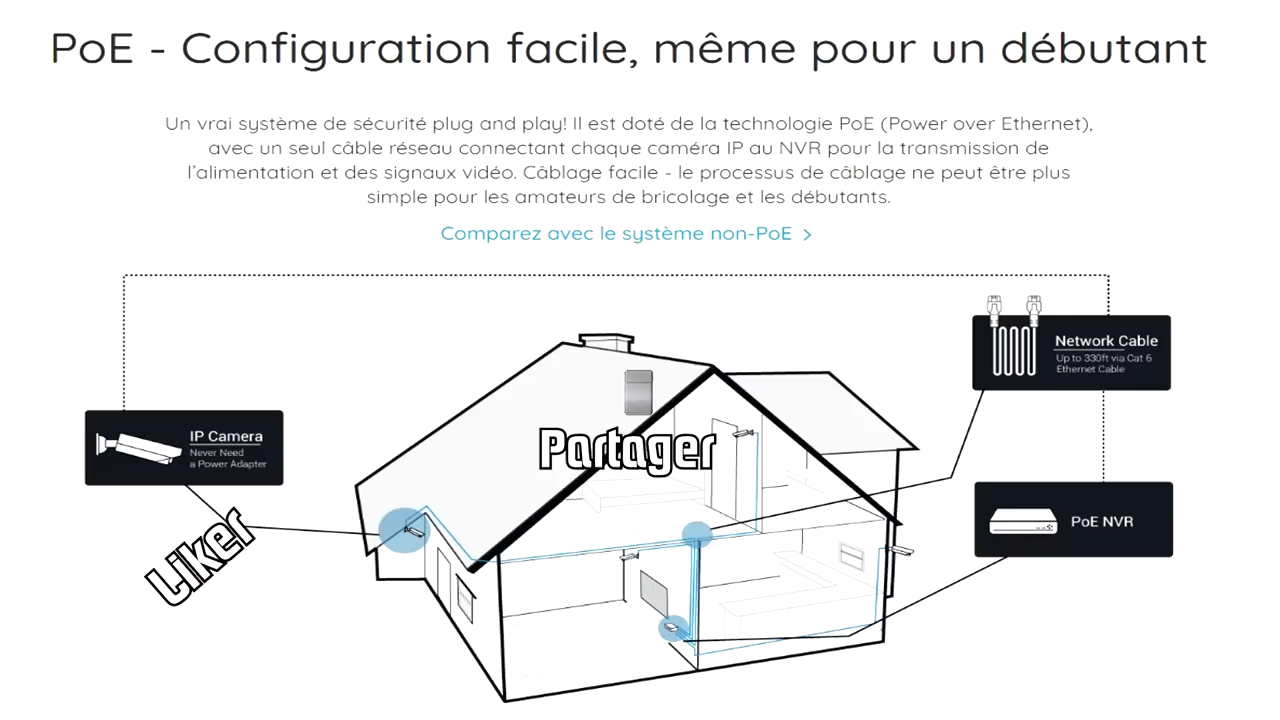 PoE - Configuration facile, même pour un débutant
Un vrai système de sécurité plug and play! Il est doté de la technologie PoE (Power over Ethernet),
avec un seul câble réseau connectant chaque caméra IP au NVR pour la transmission de
l'alimentation et des signaux vidéo. Câblage facile - le processus de câblage ne peut être plus
simple pour les amateurs de bricolage et les débutants.
Comparez avec le système non-PoE >
Network Cable
Up to 330ft via Cat 6
Ethernet Cable
IP Camera
Never Need
a Power Adapter
Partager
Liker
PoE NVR